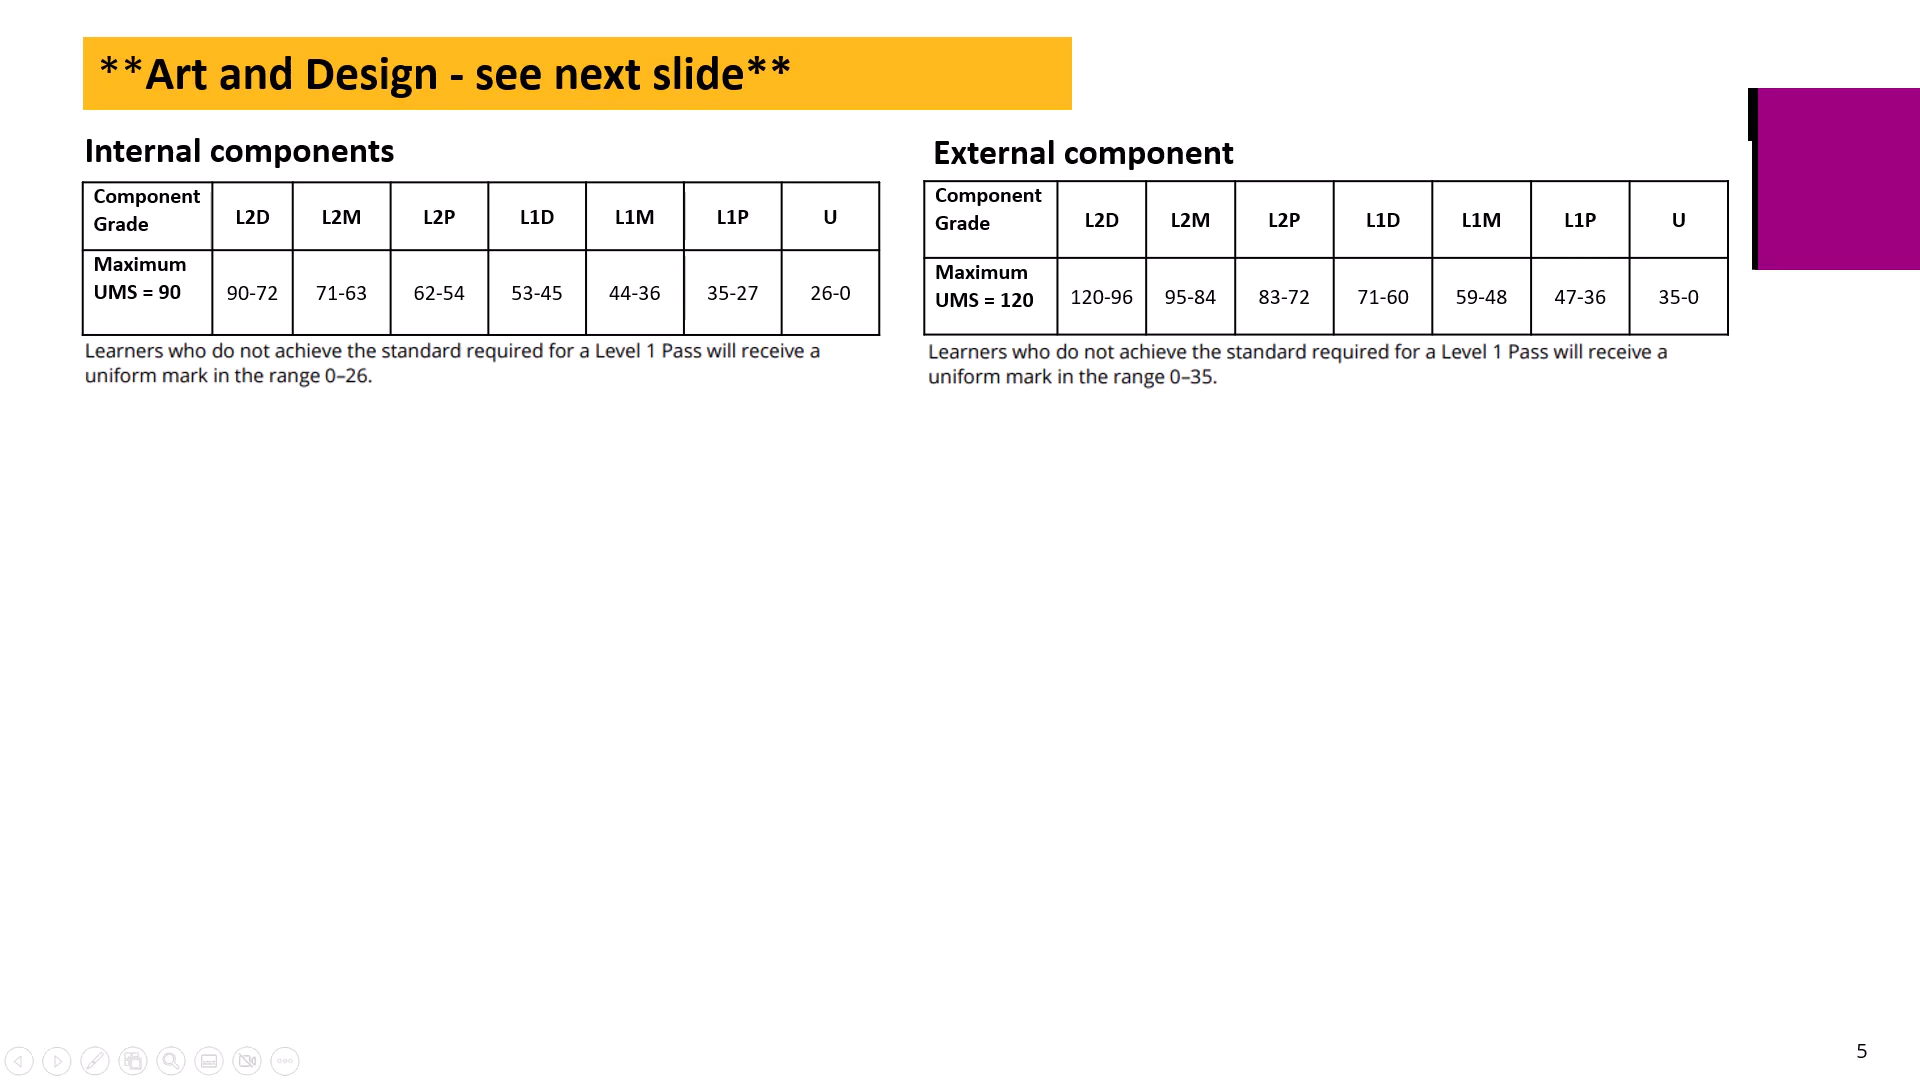 **Art and Design - see next slide**
Internal components
Component Grade L2D L2M L2P L1D L1M L1P U
Maximum UMS = 90 90-72 71-63 62-54 53-45 44-36 35-27 26-0
Learners who do not achieve the standard required for a Level 1 Pass will receive a
uniform mark in the range 0–26.
External component
Component Grade L2D L2M L2P L1D L1M L1P U
Maximum UMS = 120 120-96 95-84 83-72 71-60 59-48 47-36 35-0
Learners who do not achieve the standard required for a Level 1 Pass will receive a
uniform mark in the range 0–35.
5